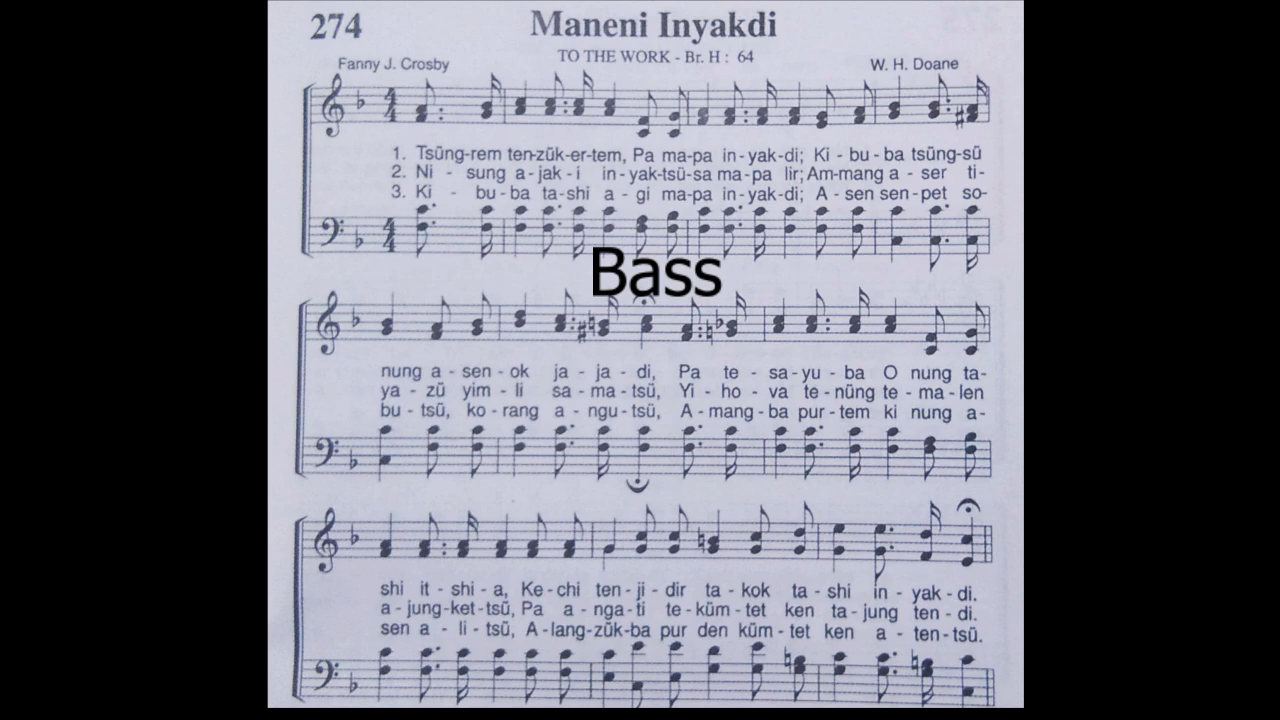 274
Maneni Inyakdi
TO THE WORK - Br. H : 64
Fanny J. Crosby
W. H. Doane
1. Tsüng-rem ten-zük-er-tem, Pa ma-pa in-yak-di; Ki - bu - ba tsüng-sü
2. Ni - sung a-jak - i in-yak-tsü-sa ma-pa lir; Am-mang a - ser ti-
3. Ki - bu-ba ta-shi a - gi ma-pa in-yak-di; A - sen sen-pet so-
Bass
nung a - sen - ok ja - ja - di, Pa te - sa - yu - ba O nung ta-
ya - zü yim - li sa - ma - tsü, Yi - ho - va te - nüng te - ma - len
bu - tsü, ko - rang a - ngu - tsü, A - mang - ba pur - tem ki nung a-
shi it - shi - a, Ke - chi ten - ji - dir ta - kok ta - shi in - yak - di.
a - jung-ket-tsü, Pa a - nga - ti te - küm - tet ken ta - jung ten - di.
sen a - li - tsü, A -lang-zük-ba pur den küm - tet ken a - ten-tsü.